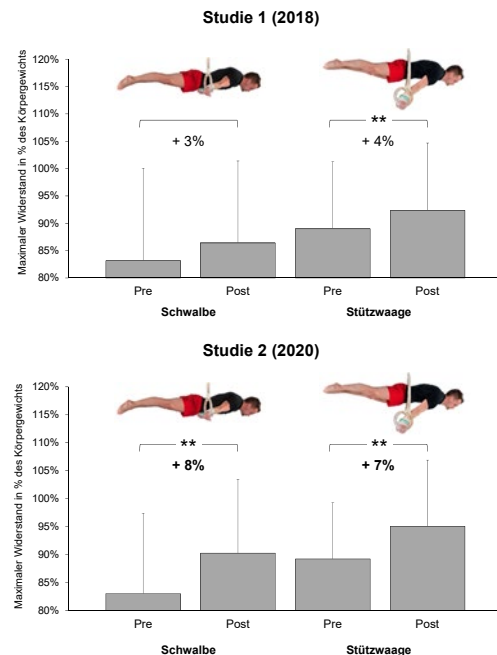 Studie 1 (2018)
Maximaler Widerstand in % des Körpergewichts
120%
115%
110%
105%
100%
95%
90%
85%
80%
+ 3%
**
+ 4%
Pre
Post
Pre
Post
Schwalbe
Stützwaage
Studie 2 (2020)
Maximaler Widerstand in % des Körpergewichts
120%
115%
110%
105%
100%
95%
90%
85%
80%
**
+ 8%
**
+ 7%
Pre
Post
Pre
Post
Schwalbe
Stützwaage